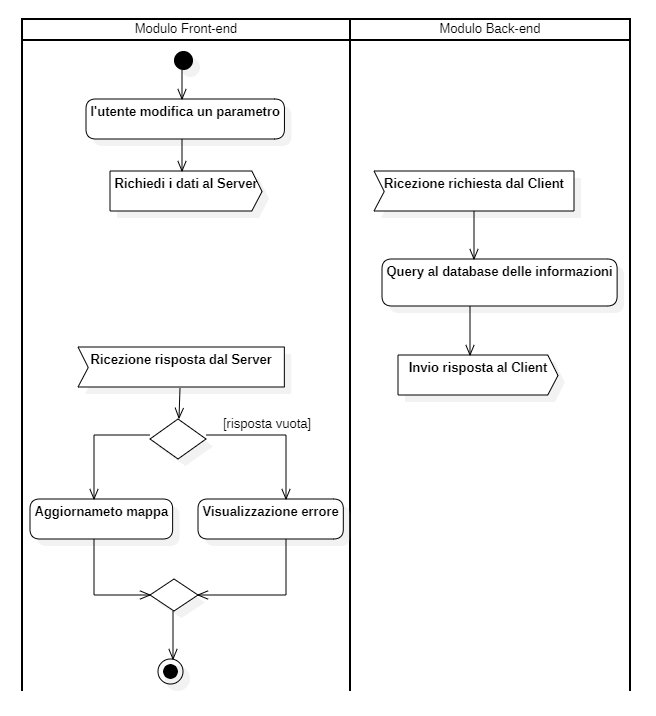 Modulo Front-end
Modulo Back-end
l'utente modifica un parametro
Richiedi i dati al Server
Ricezione richiesta dal Client
Query al database delle informazioni
Invio risposta al Client
Ricezione risposta dal Server
[risposta vuota]
Aggiornameto mappa
Visualizzazione errore